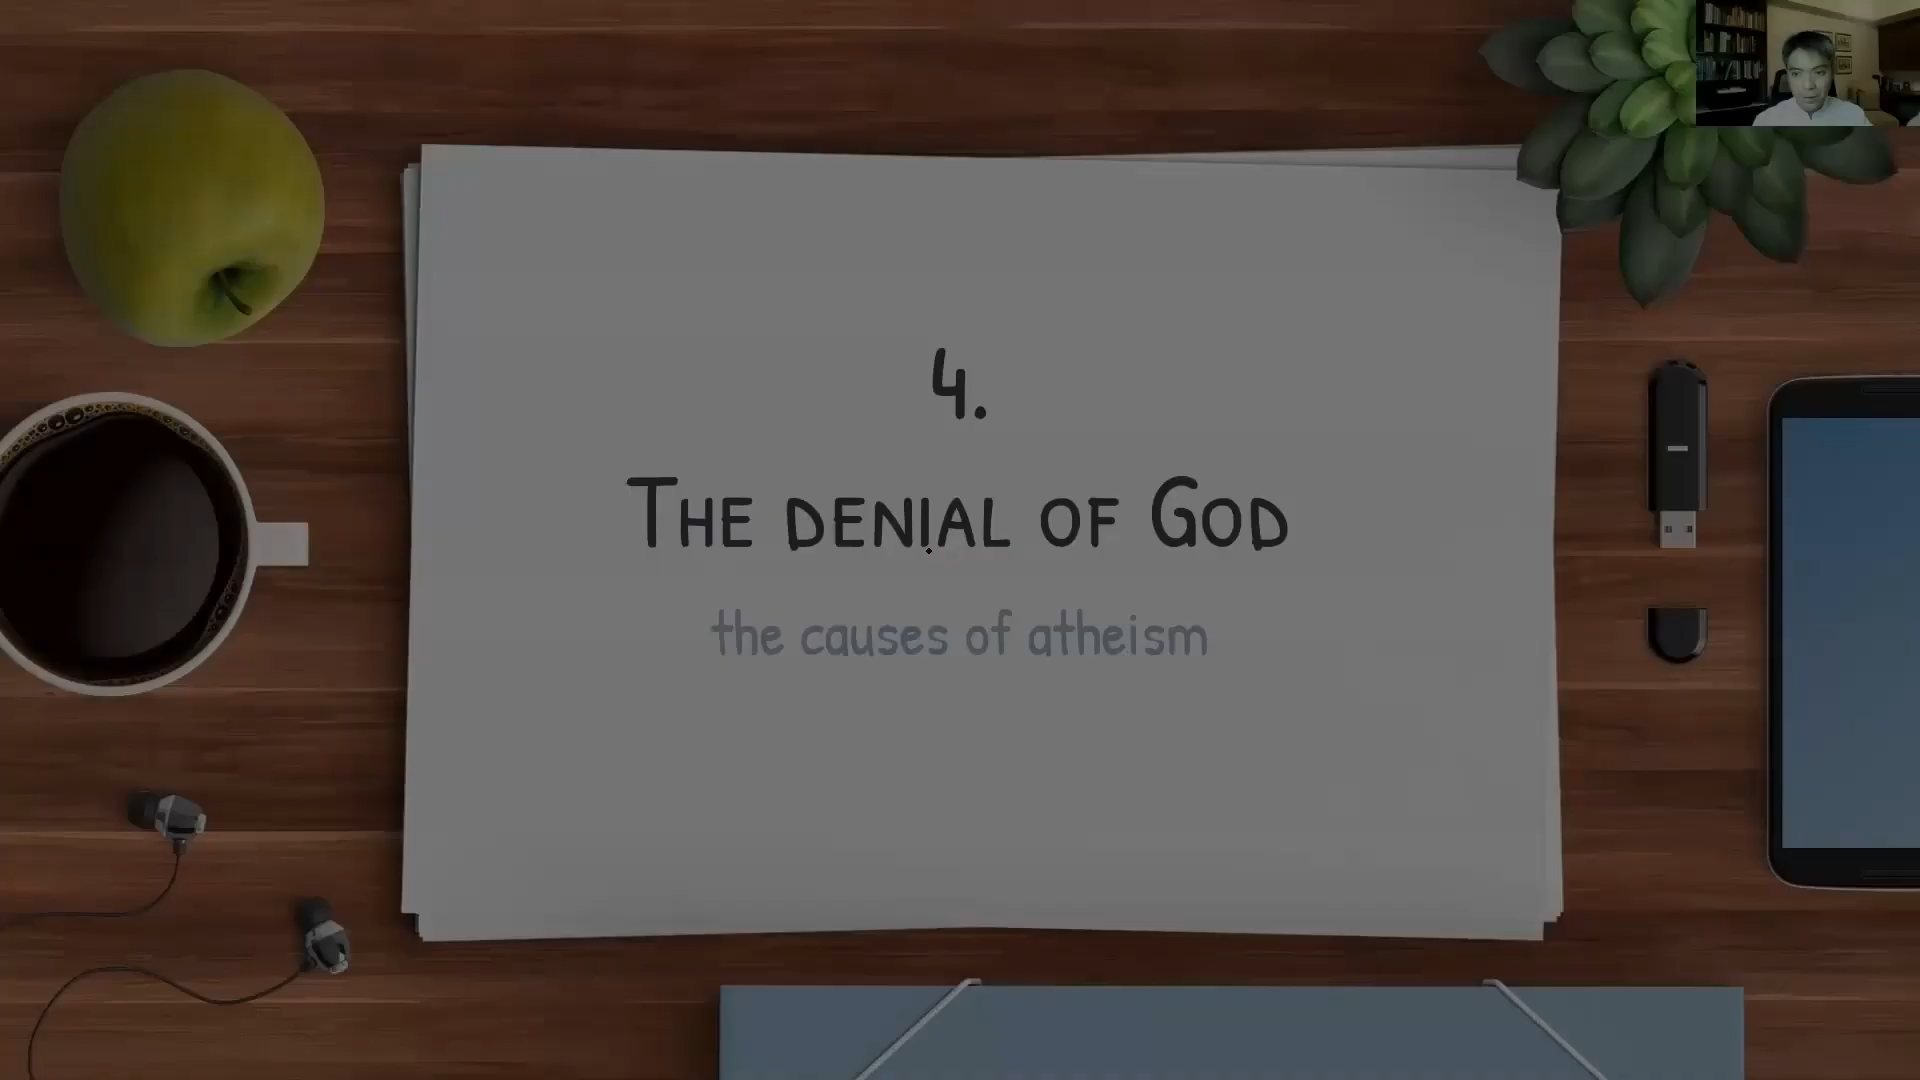 4.
The denial of God
the causes of atheism